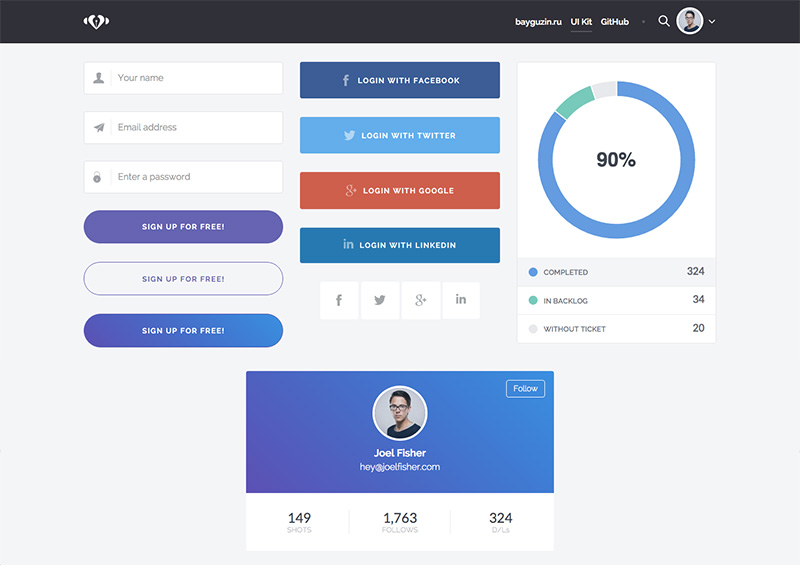 bayguzin.ru UI Kit GitHub
Your name
Email address
Enter a password
SIGN UP FOR FREE!
SIGN UP FOR FREE!
SIGN UP FOR FREE!
LOGIN WITH FACEBOOK
LOGIN WITH TWITTER
LOGIN WITH GOOGLE
LOGIN WITH LINKEDIN
90%
COMPLETED 324
IN BACKLOG 34
WITHOUT TICKET 20
Follow
Joel Fisher
hey@joelfisher.com
149 1,763 324
SHOTS FOLLOWS D/Ls